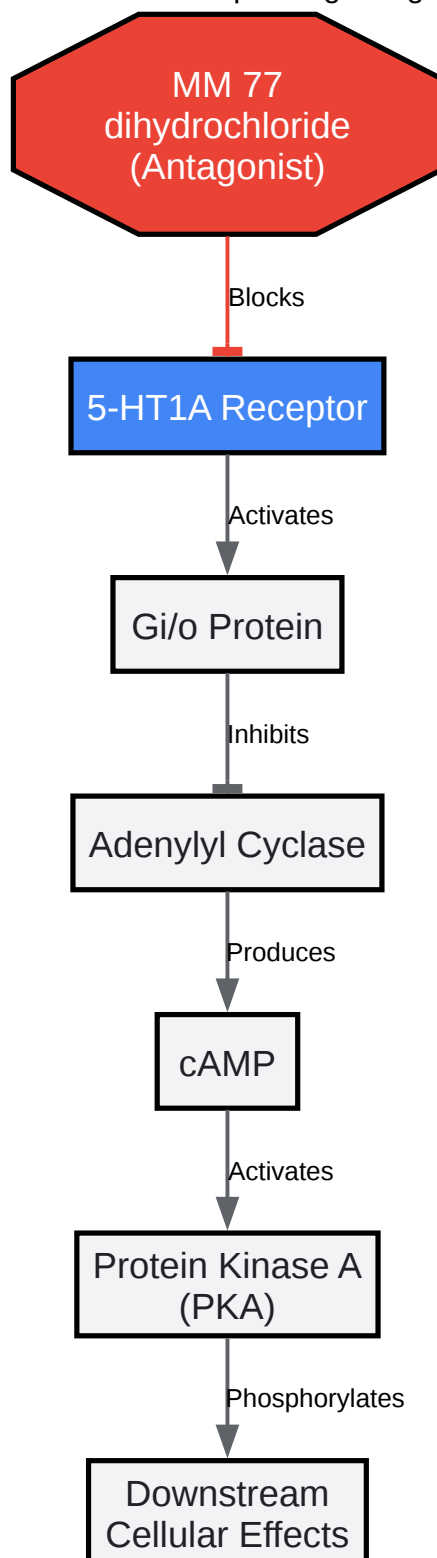 MM 77
dihydrochloride
(Antagonist)
Blocks
5-HT1A Receptor
Activates
Gi/o Protein
Inhibits
Adenylyl Cyclase
Produces
cAMP
Activates
Protein Kinase A
(PKA)
Phosphorylates
Downstream
Cellular Effects